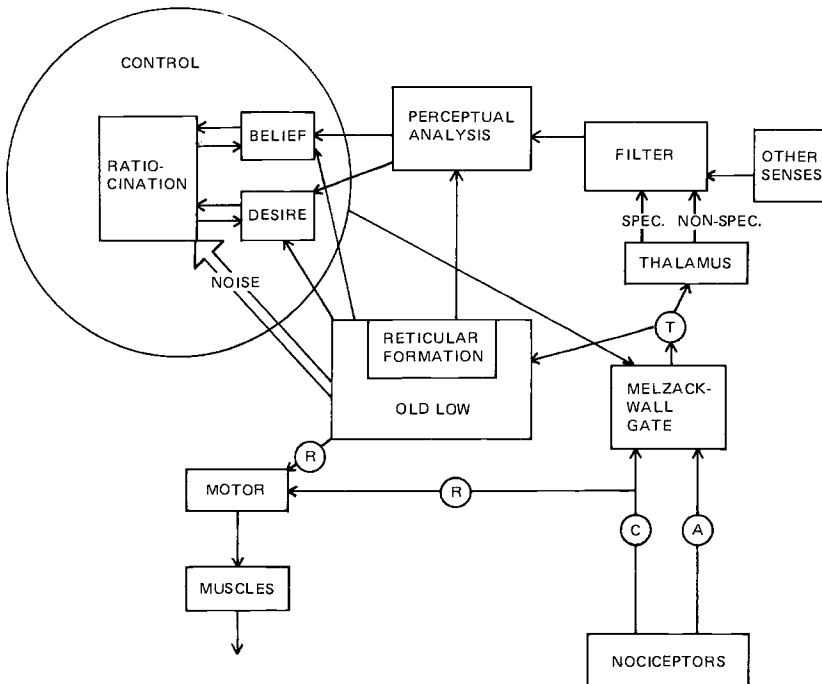 CONTROL
RATIO-
CINATION
BELIEF
DESIRE
PERCEPTUAL
ANALYSIS
FILTER
OTHER
SENSES
SPEC.
NON-SPEC.
THALAMUS
NOISE
T
RETICULAR
FORMATION
OLD LOW
MELZACK-
WALL
GATE
R
MOTOR
R
C
A
MUSCLES
NOCICEPTORS